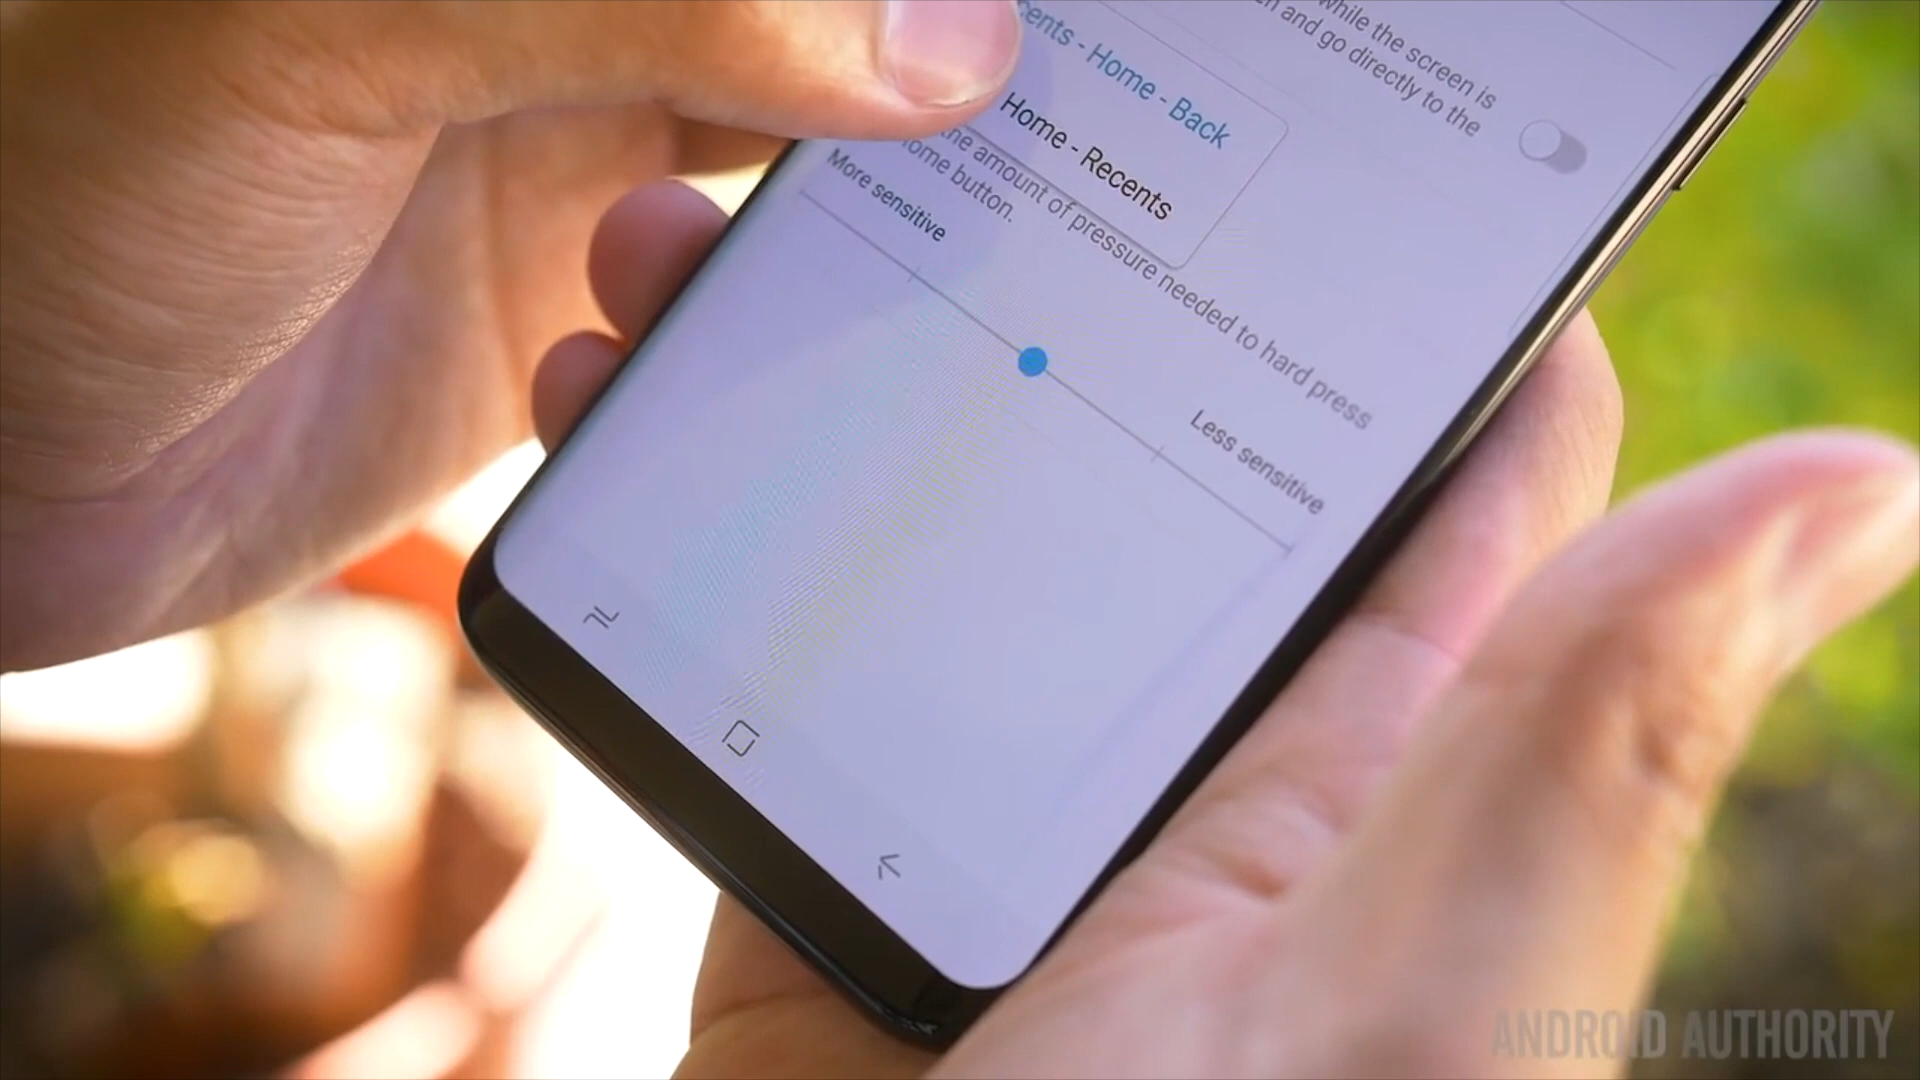 while the screen is
and go directly to the
- Home - Back
Home - Recents
the amount of pressure needed to hard press
home button.
More sensitive
Less sensitive
ANDROID AUTHORITY